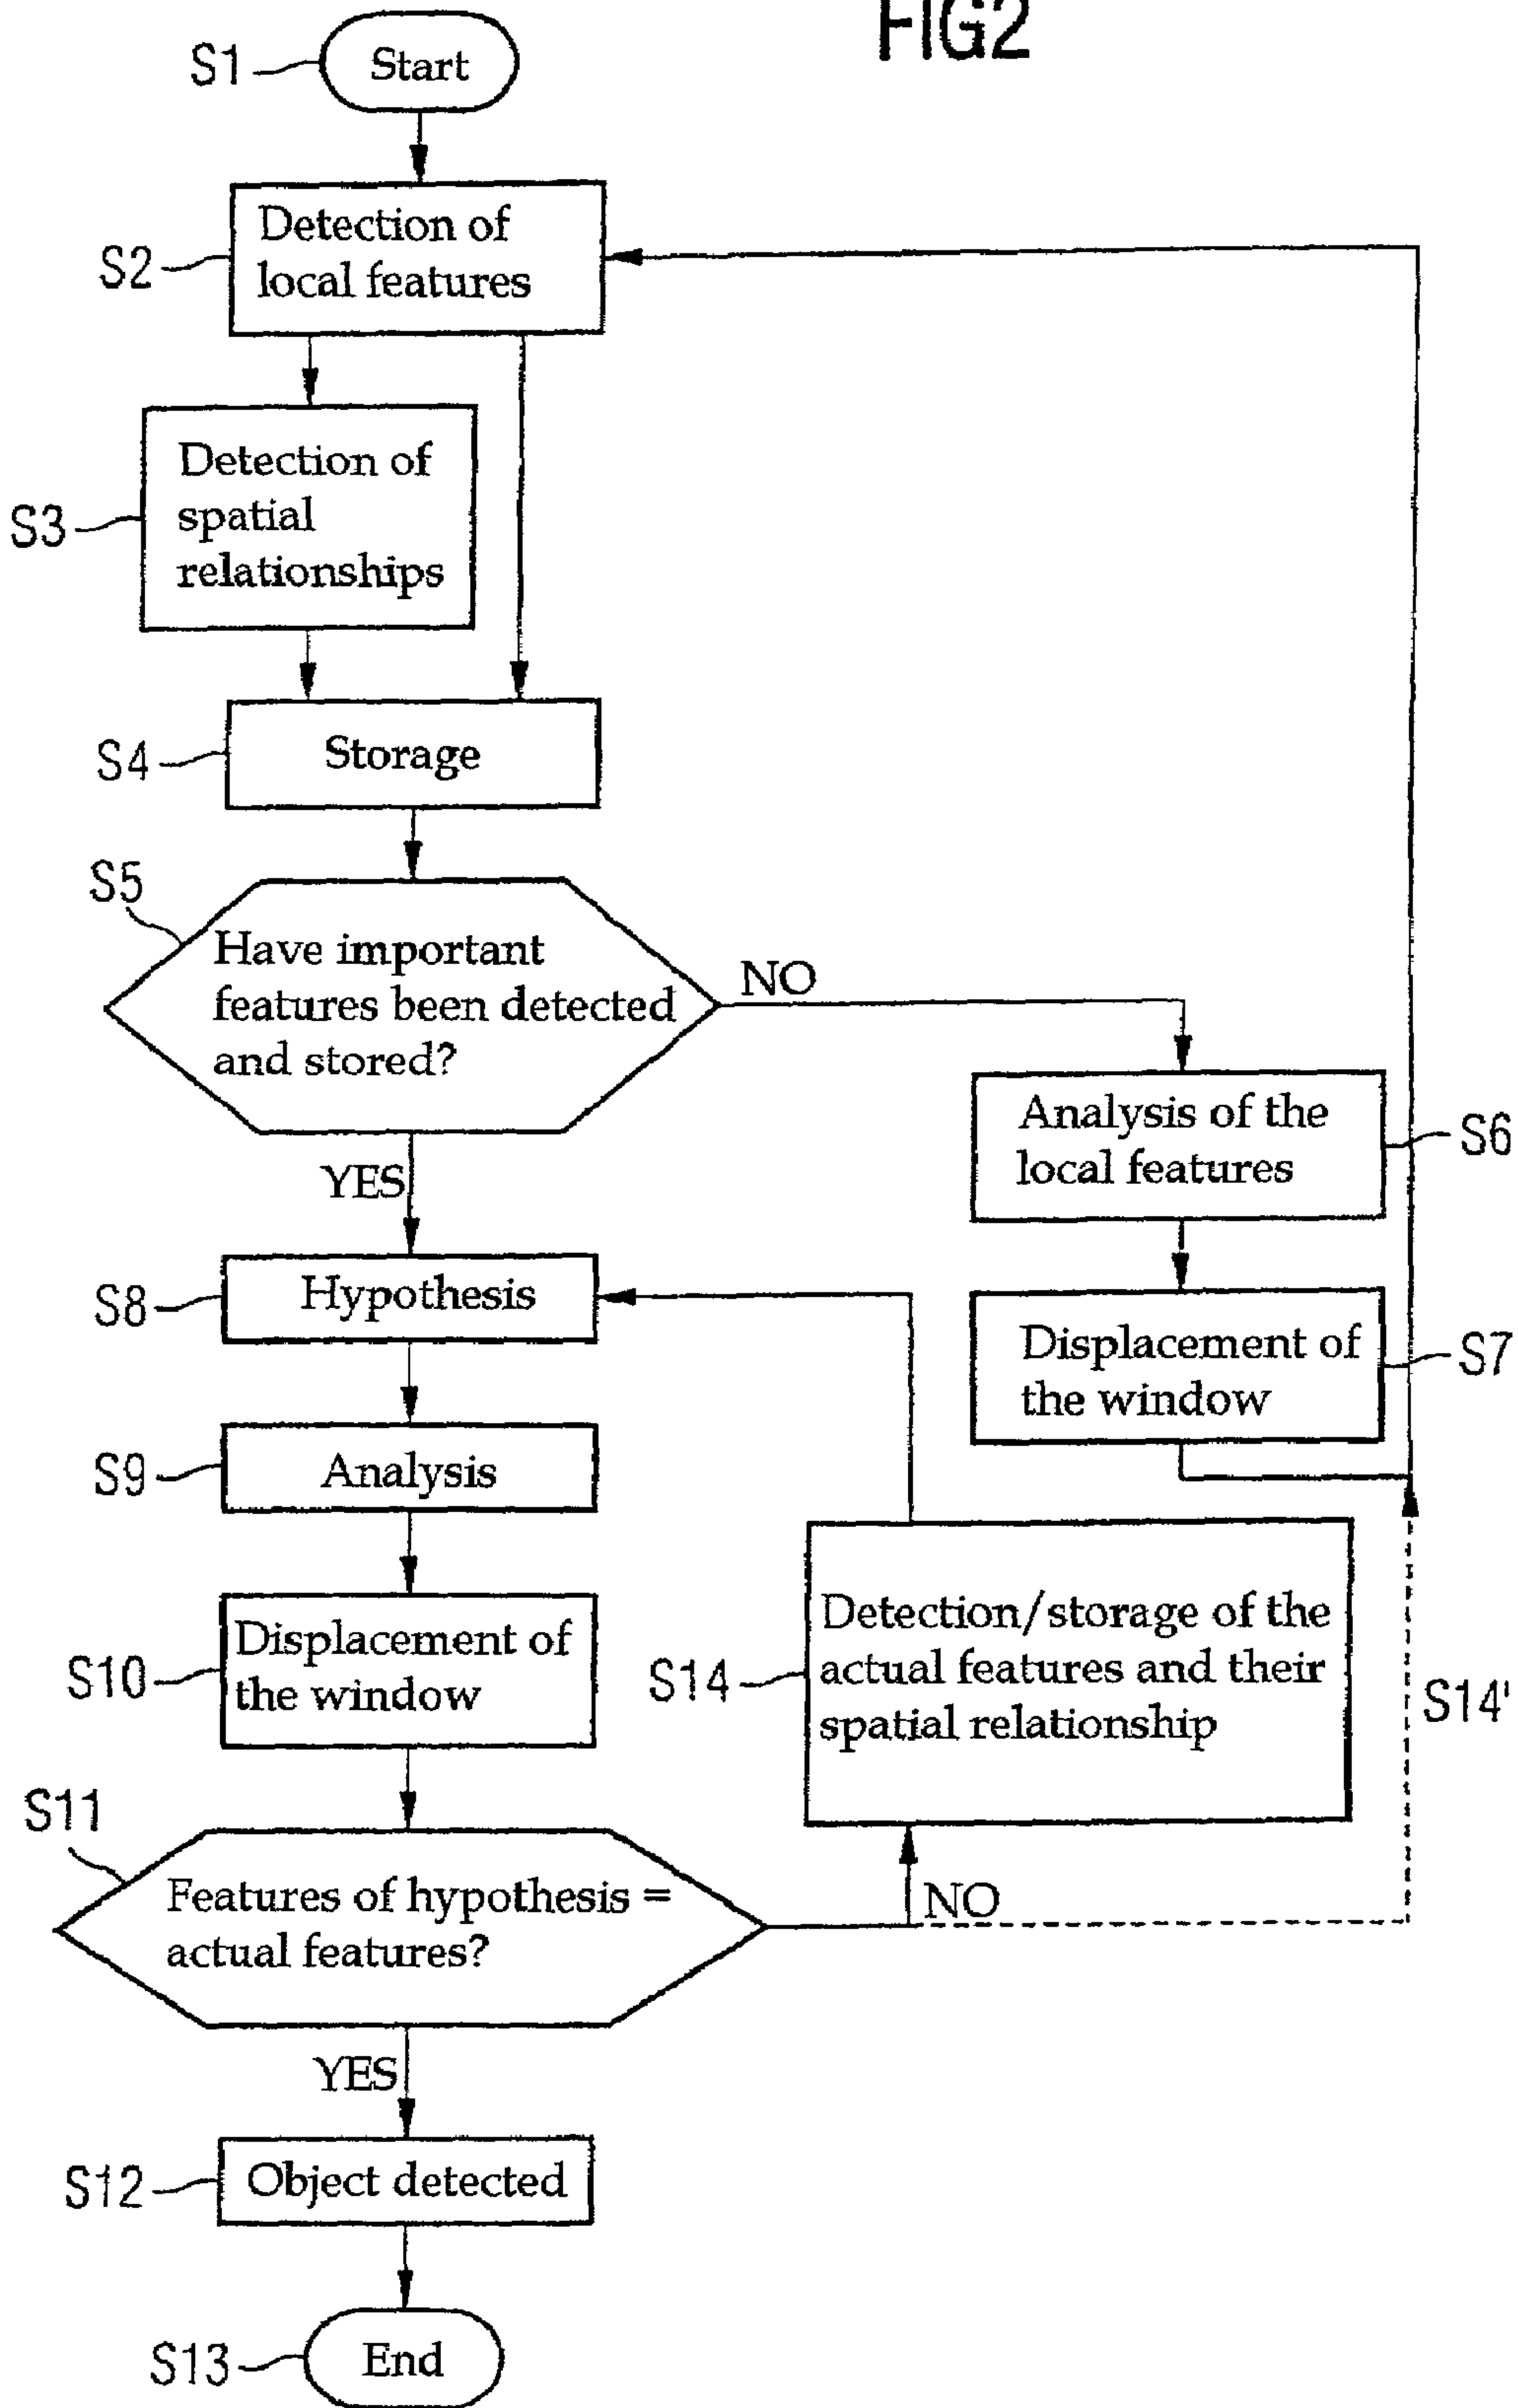 FIG2
S1
Start
S2
Detection of
local features
S3
Detection of
spatial
relationships
S4
Storage
S5
Have important
features been detected
and stored?
NO
YES
S6
Analysis of the
local features
S7
Displacement of
the window
S8
Hypothesis
S9
Analysis
S10
Displacement of
the window
S14
Detection/storage of the
actual features and their
spatial relationship
S14'
S11
Features of hypothesis =
actual features?
NO
YES
S12
Object detected
S13
End